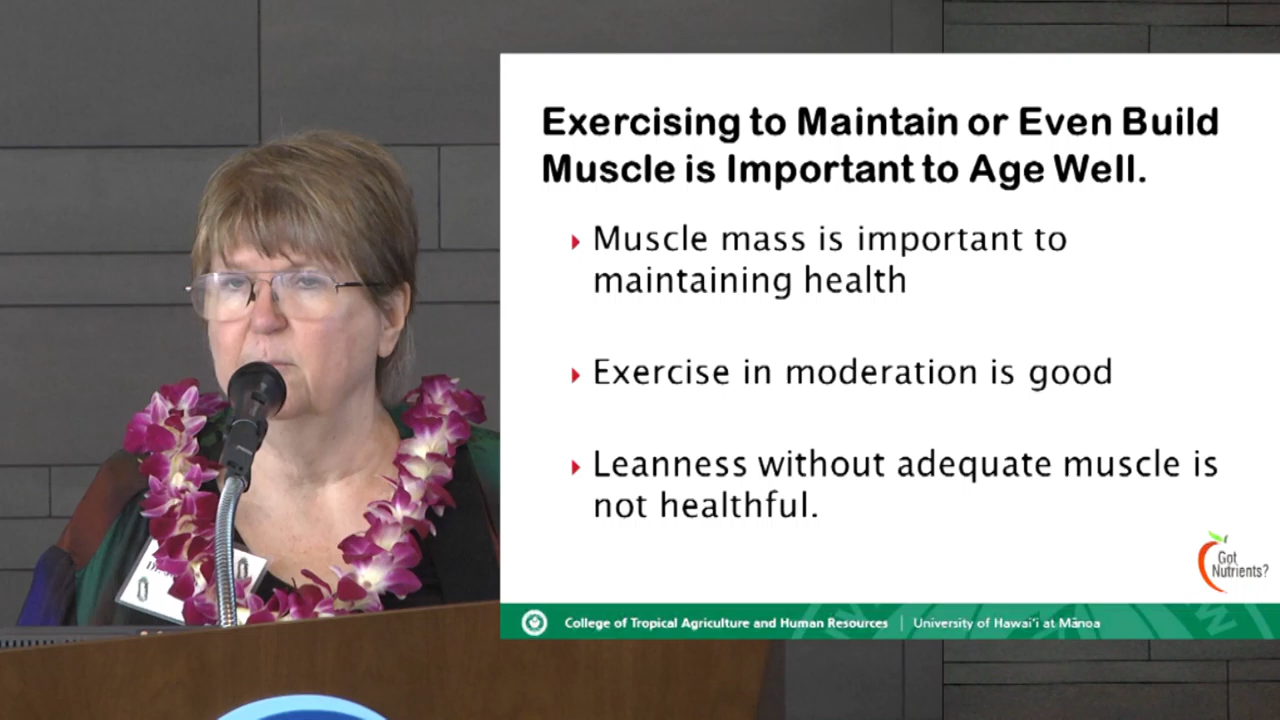 Exercising to Maintain or Even Build
Muscle is Important to Age Well.
Muscle mass is important to
maintaining health
Exercise in moderation is good
Leanness without adequate muscle is
not healthful.
Got
Nutrients?
College of Tropical Agriculture and Human Resources | University of Hawai'i at Mānoa